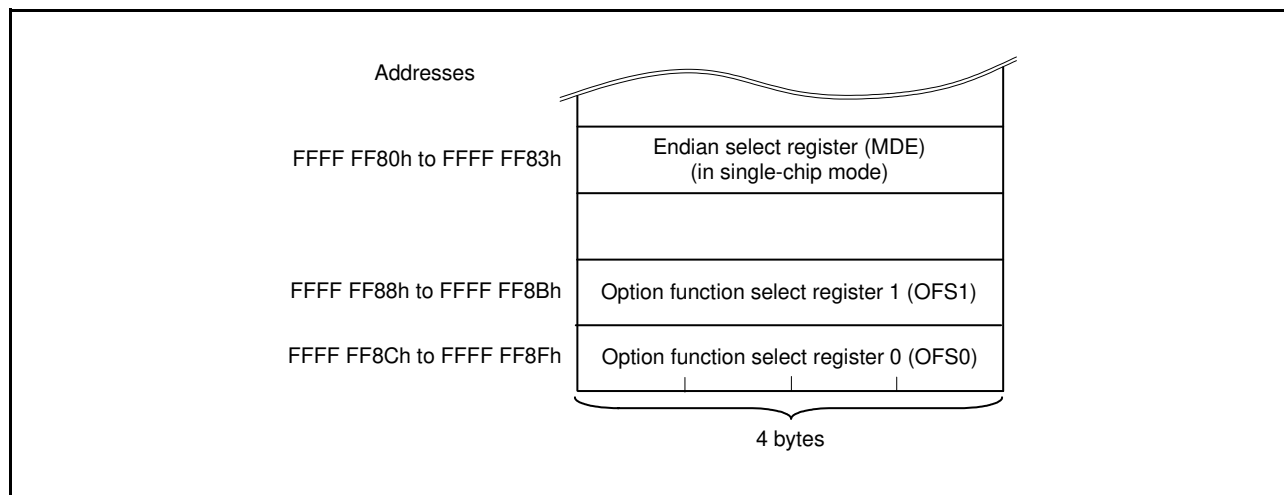 Addresses
FFFF FF80h to FFFF FF83h
Endian select register (MDE)
(in single-chip mode)
FFFF FF88h to FFFF FF8Bh
Option function select register 1 (OFS1)
FFFF FF8Ch to FFFF FF8Fh
Option function select register 0 (OFS0)
4 bytes